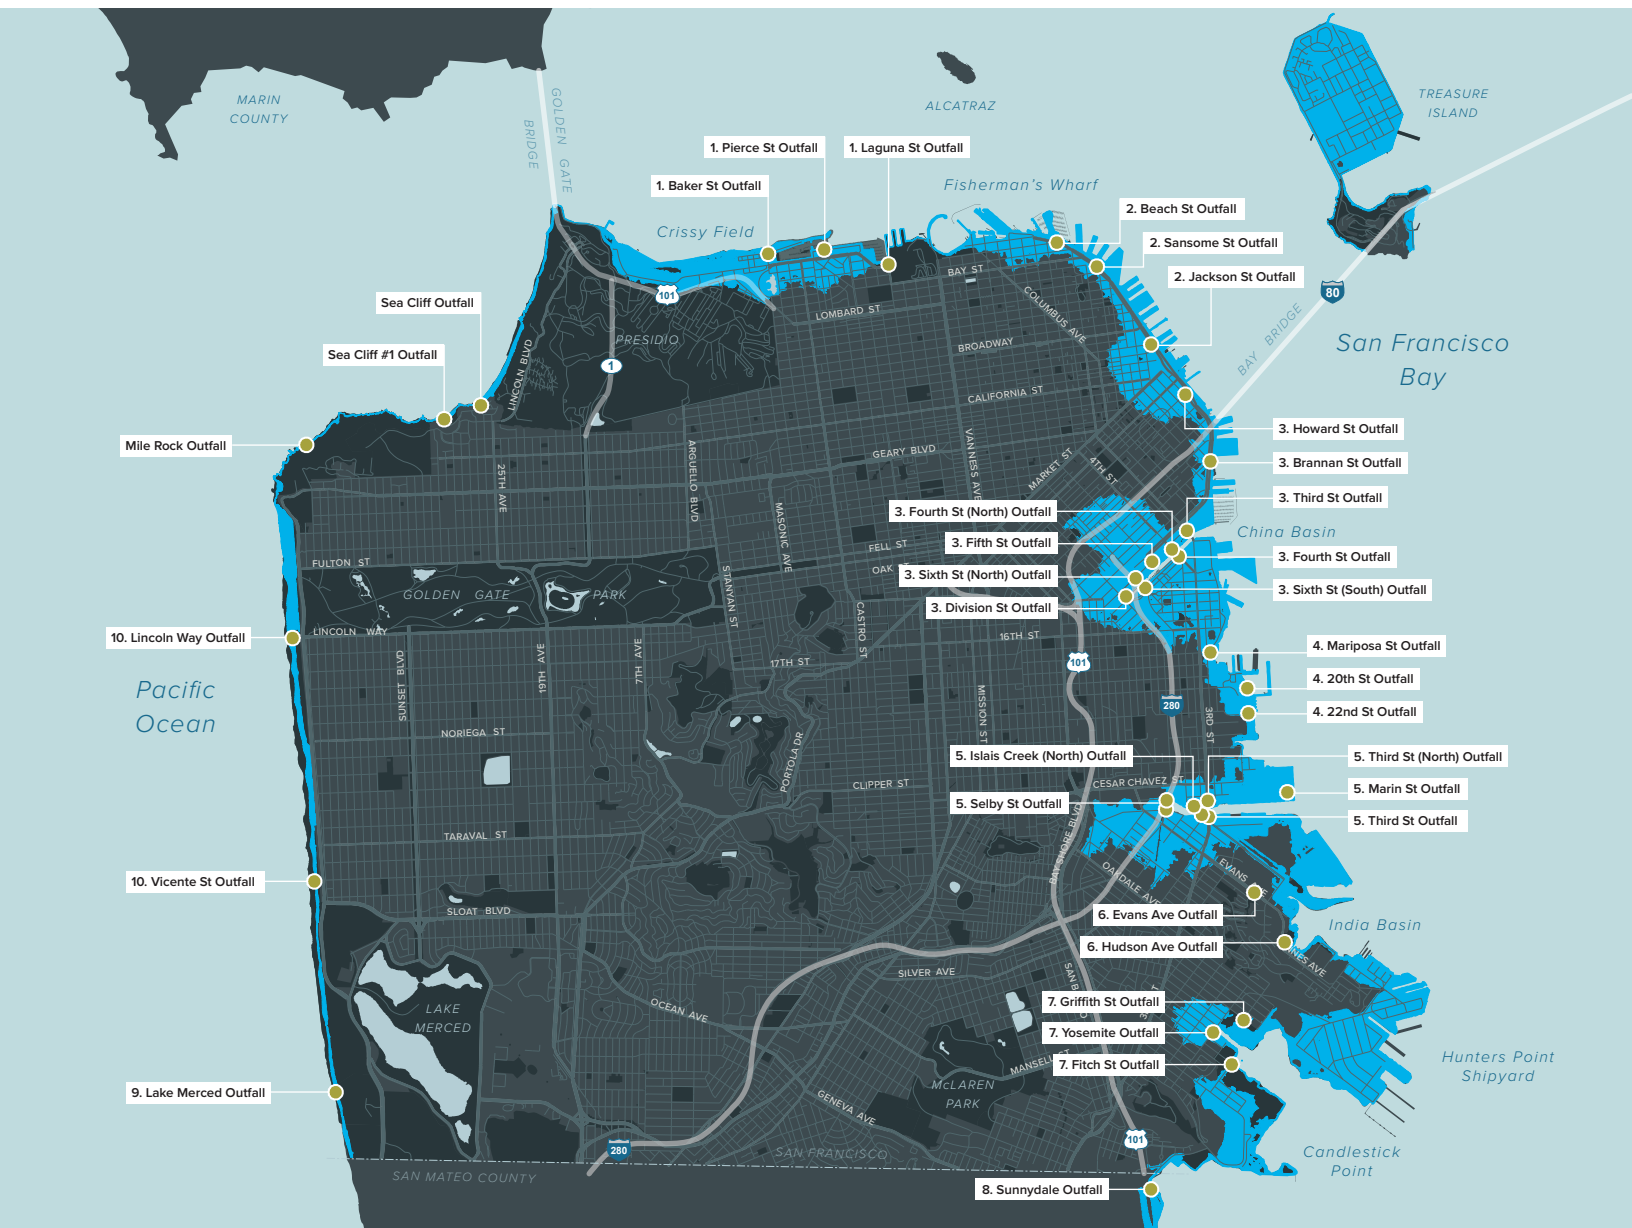 MARIN
COUNTY
GOLDEN GATE
BRIDGE
ALCATRAZ
TREASURE
ISLAND
1. Pierce St Outfall
1. Laguna St Outfall
1. Baker St Outfall
Fisherman's Wharf
Crissy Field
2. Beach St Outfall
2. Sansome St Outfall
2. Jackson St Outfall
BAY ST
COLUMBUS AVE
LOMBARD ST
101
80
Sea Cliff Outfall
BAY BRIDGE
San Francisco
Bay
PRESIDIO
BROADWAY
Sea Cliff #1 Outfall
LINCOLN BLVD
1
CALIFORNIA ST
3. Howard St Outfall
Mile Rock Outfall
GEARY BLVD
VANNESS AVE
MARKET ST
4TH ST
3. Brannan St Outfall
25TH AVE
ARGUELLO BLVD
MASONIC AVE
3. Third St Outfall
3. Fourth St (North) Outfall
China Basin
3. Fifth St Outfall
FELL ST
3. Fourth St Outfall
FULTON ST
OAK
3. Sixth St (North) Outfall
3. Sixth St (South) Outfall
GOLDEN GATE PARK
STANYAN ST
CASTRO ST
3. Division St Outfall
10. Lincoln Way Outfall
LINCOLN WAY
16TH ST
4. Mariposa St Outfall
SUNSET BLVD
19TH AVE
7TH AVE
17TH ST
101
4. 20th St Outfall
Pacific
Ocean
MISSION ST
280
3RD ST
4. 22nd St Outfall
NORIEGA ST
PORTOLA DR
5. Islais Creek (North) Outfall
5. Third St (North) Outfall
CLIPPER ST
CESAR CHAVEZ ST
5. Marin St Outfall
5. Selby St Outfall
5. Third St Outfall
TARAVAL ST
BAY SHORE BLVD
OAKDALE AVE
EVANS
10. Vicente St Outfall
SLOAT BLVD
6. Evans Ave Outfall
India Basin
6. Hudson Ave Outfall
NES AVE
SILVER AVE
SAN B
LAKE
MERCED
OCEAN AVE
7. Griffith St Outfall
7. Yosemite Outfall
MANSELL ST
7. Fitch St Outfall
Hunters Point
Shipyard
9. Lake Merced Outfall
McLAREN
PARK
GENEVA AVE
101
280
SAN FRANCISCO
SAN MATEO COUNTY
Candlestick
Point
8. Sunnydale Outfall